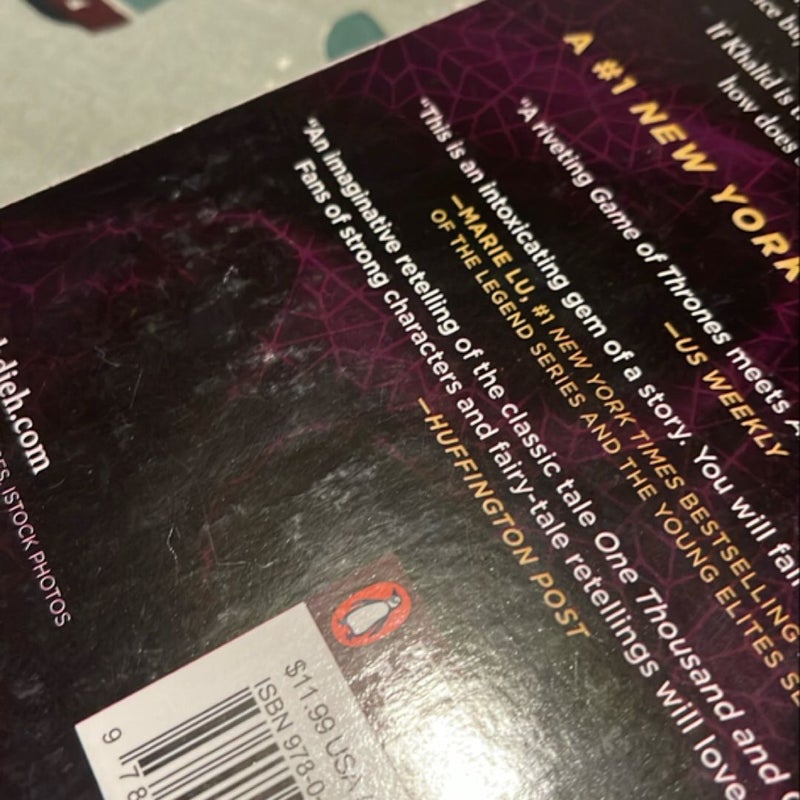 If Khalid is
how does
A #1 NEW YORK
"A riveting Game of Thrones meets
—US WEEKLY
"This is an intoxicating gem of a story. You will fall
—MARIE LU, #1 NEW YORK TIMES BESTSELLING
OF THE LEGEND SERIES AND THE YOUNG ELITES
"An imaginative retelling of the classic tale One Thousand and
Fans of strong characters and fairy-tale retellings will love
—HUFFINGTON POST
dieh.com
ISTOCK PHOTOS
$11.99 USA
ISBN 978-0-
9 78